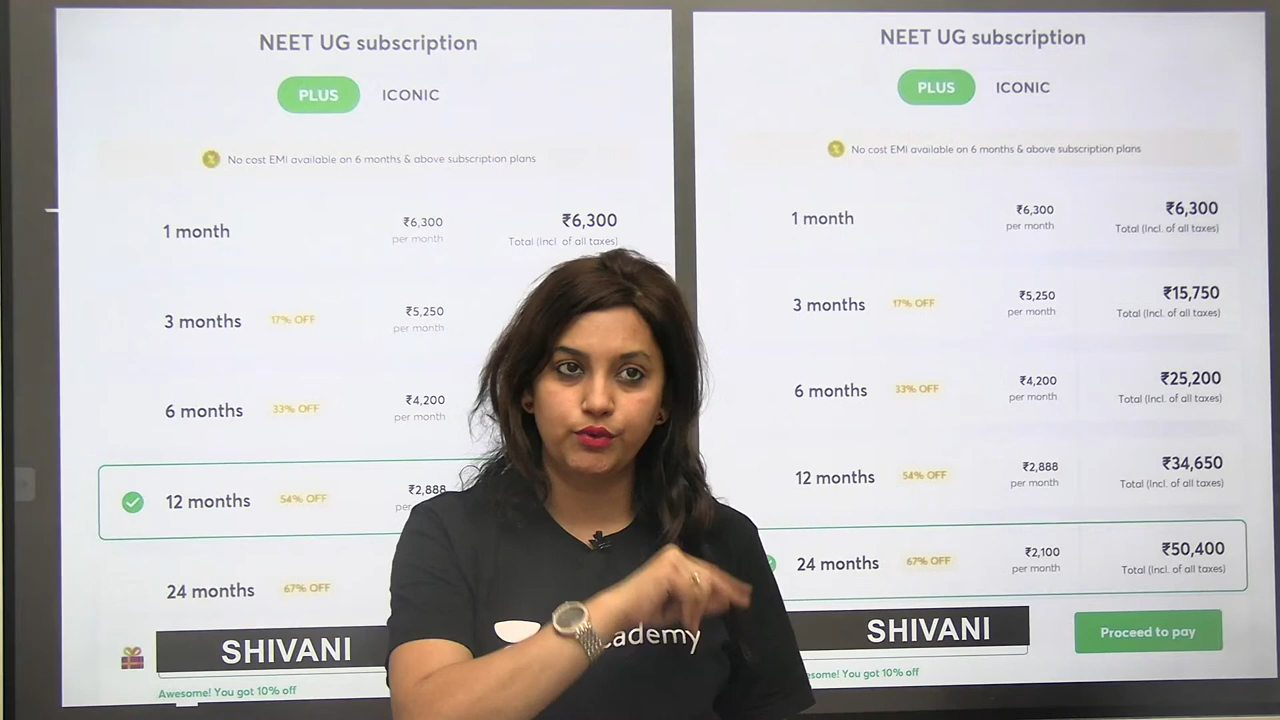 NEET UG subscription
PLUS ICONIC
No cost EMI available on 6 months & above subscription plans
1 month ₹6,300 ₹6,300
per month Total (Incl. of all taxes)
3 months 17% OFF ₹5,250
per month
6 months 33% OFF ₹4,200
per month
12 months 54% OFF ₹2,888
24 months 67% OFF
SHIVANI
Awesome! You got 10% off
NEET UG subscription
PLUS ICONIC
No cost EMI available on 6 months & above subscription plans
1 month ₹6,300 ₹6,300
per month Total (Incl. of all taxes)
3 months 17% OFF ₹5,250 ₹15,750
per month Total (Incl. of all taxes)
6 months 33% OFF ₹4,200 ₹25,200
per month Total (Incl. of all taxes)
12 months 54% OFF ₹2,888 ₹34,650
per month Total (Incl. of all taxes)
24 months 67% OFF ₹2,100 ₹50,400
per month Total (Incl. of all taxes)
SHIVANI
Proceed to pay
You got 10% off